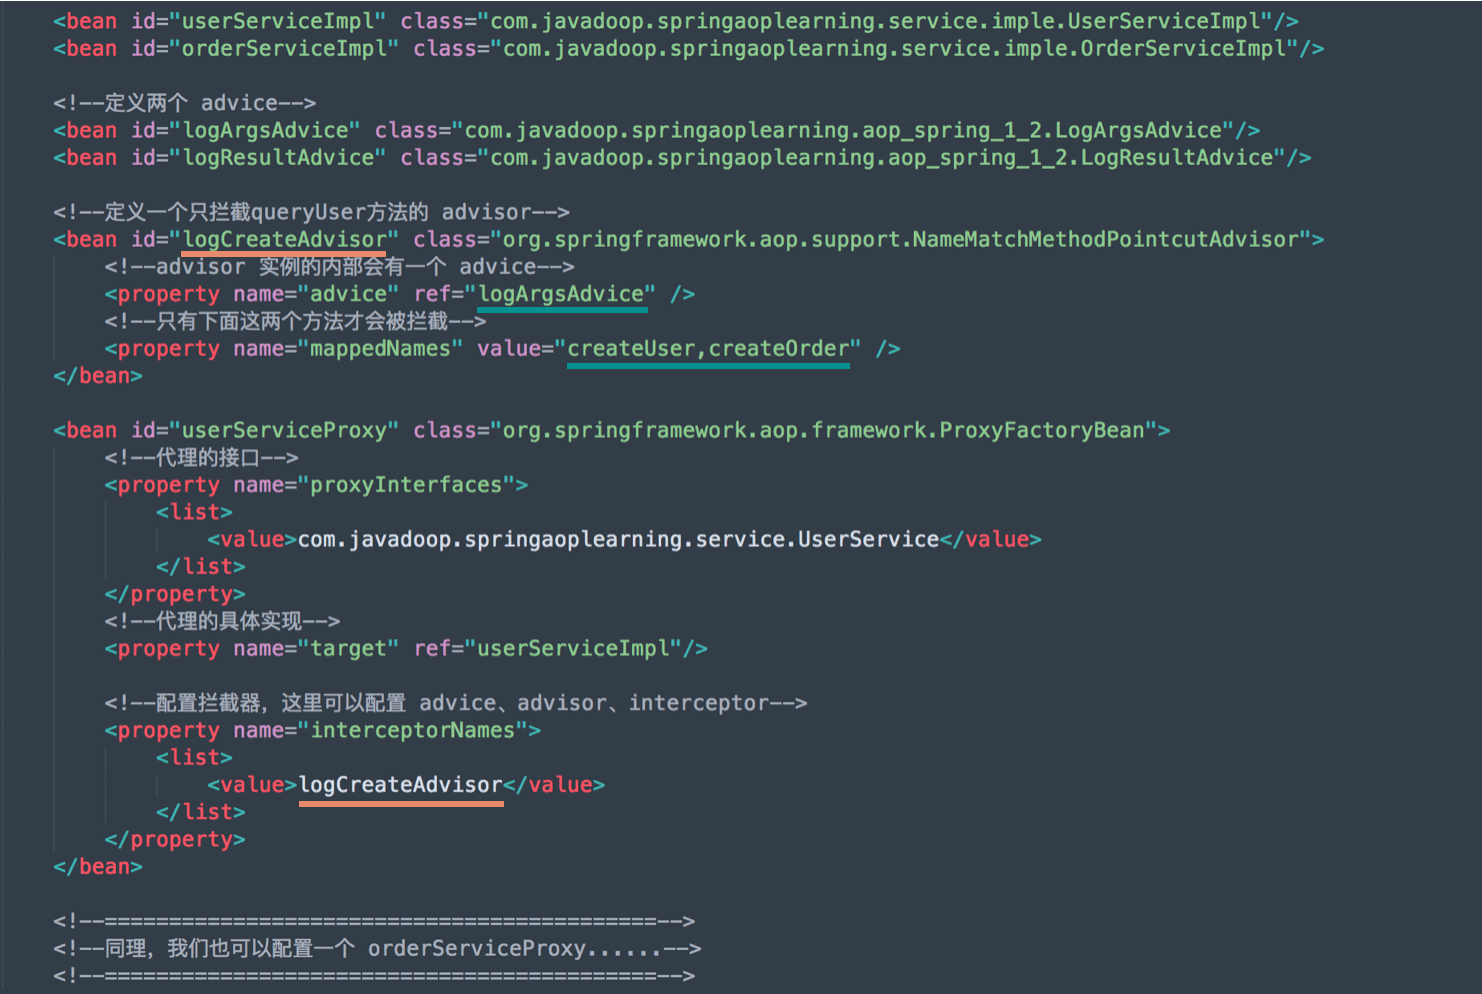 <bean id="userServiceImpl" class="com.javadoop.springaoplearning.service.imple.UserServiceImpl"/>
<bean id="orderServiceImpl" class="com.javadoop.springaoplearning.service.imple.OrderServiceImpl"/>
<!--定义两个 advice-->
<bean id="logArgsAdvice" class="com.javadoop.springaoplearning.aop_spring_1_2.LogArgsAdvice"/>
<bean id="logResultAdvice" class="com.javadoop.springaoplearning.aop_spring_1_2.LogResultAdvice"/>
<!--定义一个只拦截queryUser方法的 advisor-->
<bean id="logCreateAdvisor" class="org.springframework.aop.support.NameMatchMethodPointcutAdvisor">
<!--advisor 实例的内部会有一个 advice-->
<property name="advice" ref="logArgsAdvice" />
<!--只有下面这两个方法才会被拦截-->
<property name="mappedNames" value="createUser,createOrder" />
</bean>
<bean id="userServiceProxy" class="org.springframework.aop.framework.ProxyFactoryBean">
<!--代理的接口-->
<property name="proxyInterfaces">
<list>
<value>com.javadoop.springaoplearning.service.UserService</value>
</list>
</property>
<!--代理的具体实现-->
<property name="target" ref="userServiceImpl"/>
<!--配置拦截器，这里可以配置 advice、advisor、interceptor-->
<property name="interceptorNames">
<list>
<value>logCreateAdvisor</value>
</list>
</property>
</bean>
<!--===========================================-->
<!--同理，我们也可以配置一个 orderServiceProxy......-->
<!--===========================================-->